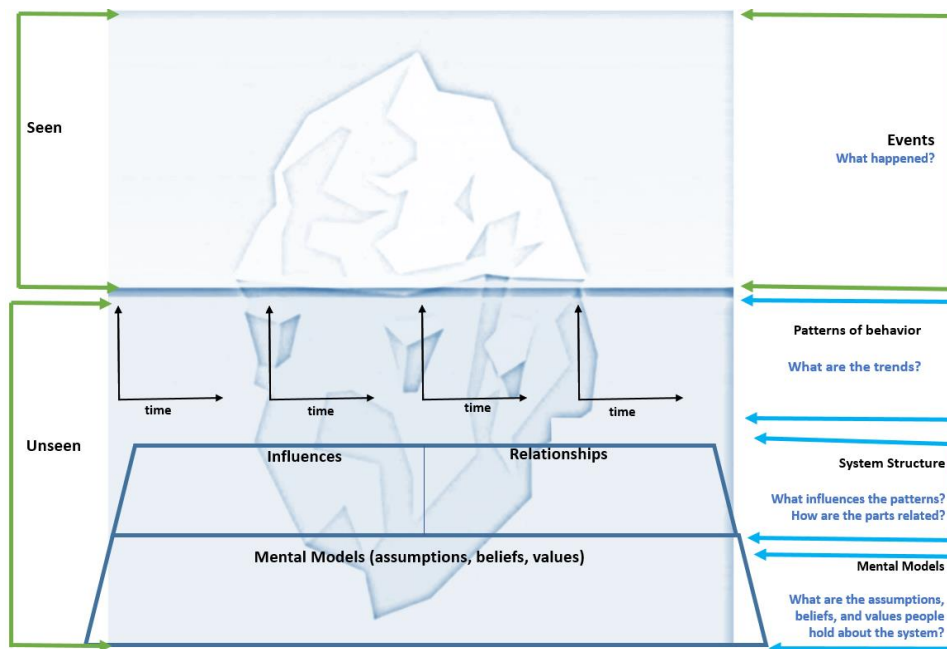 Seen
Events
What happened?
Patterns of behavior
What are the trends?
time
time
time
time
Unseen
Influences
Relationships
System Structure
What influences the patterns?
How are the parts related?
Mental Models (assumptions, beliefs, values)
Mental Models
What are the assumptions,
beliefs, and values people
hold about the system?